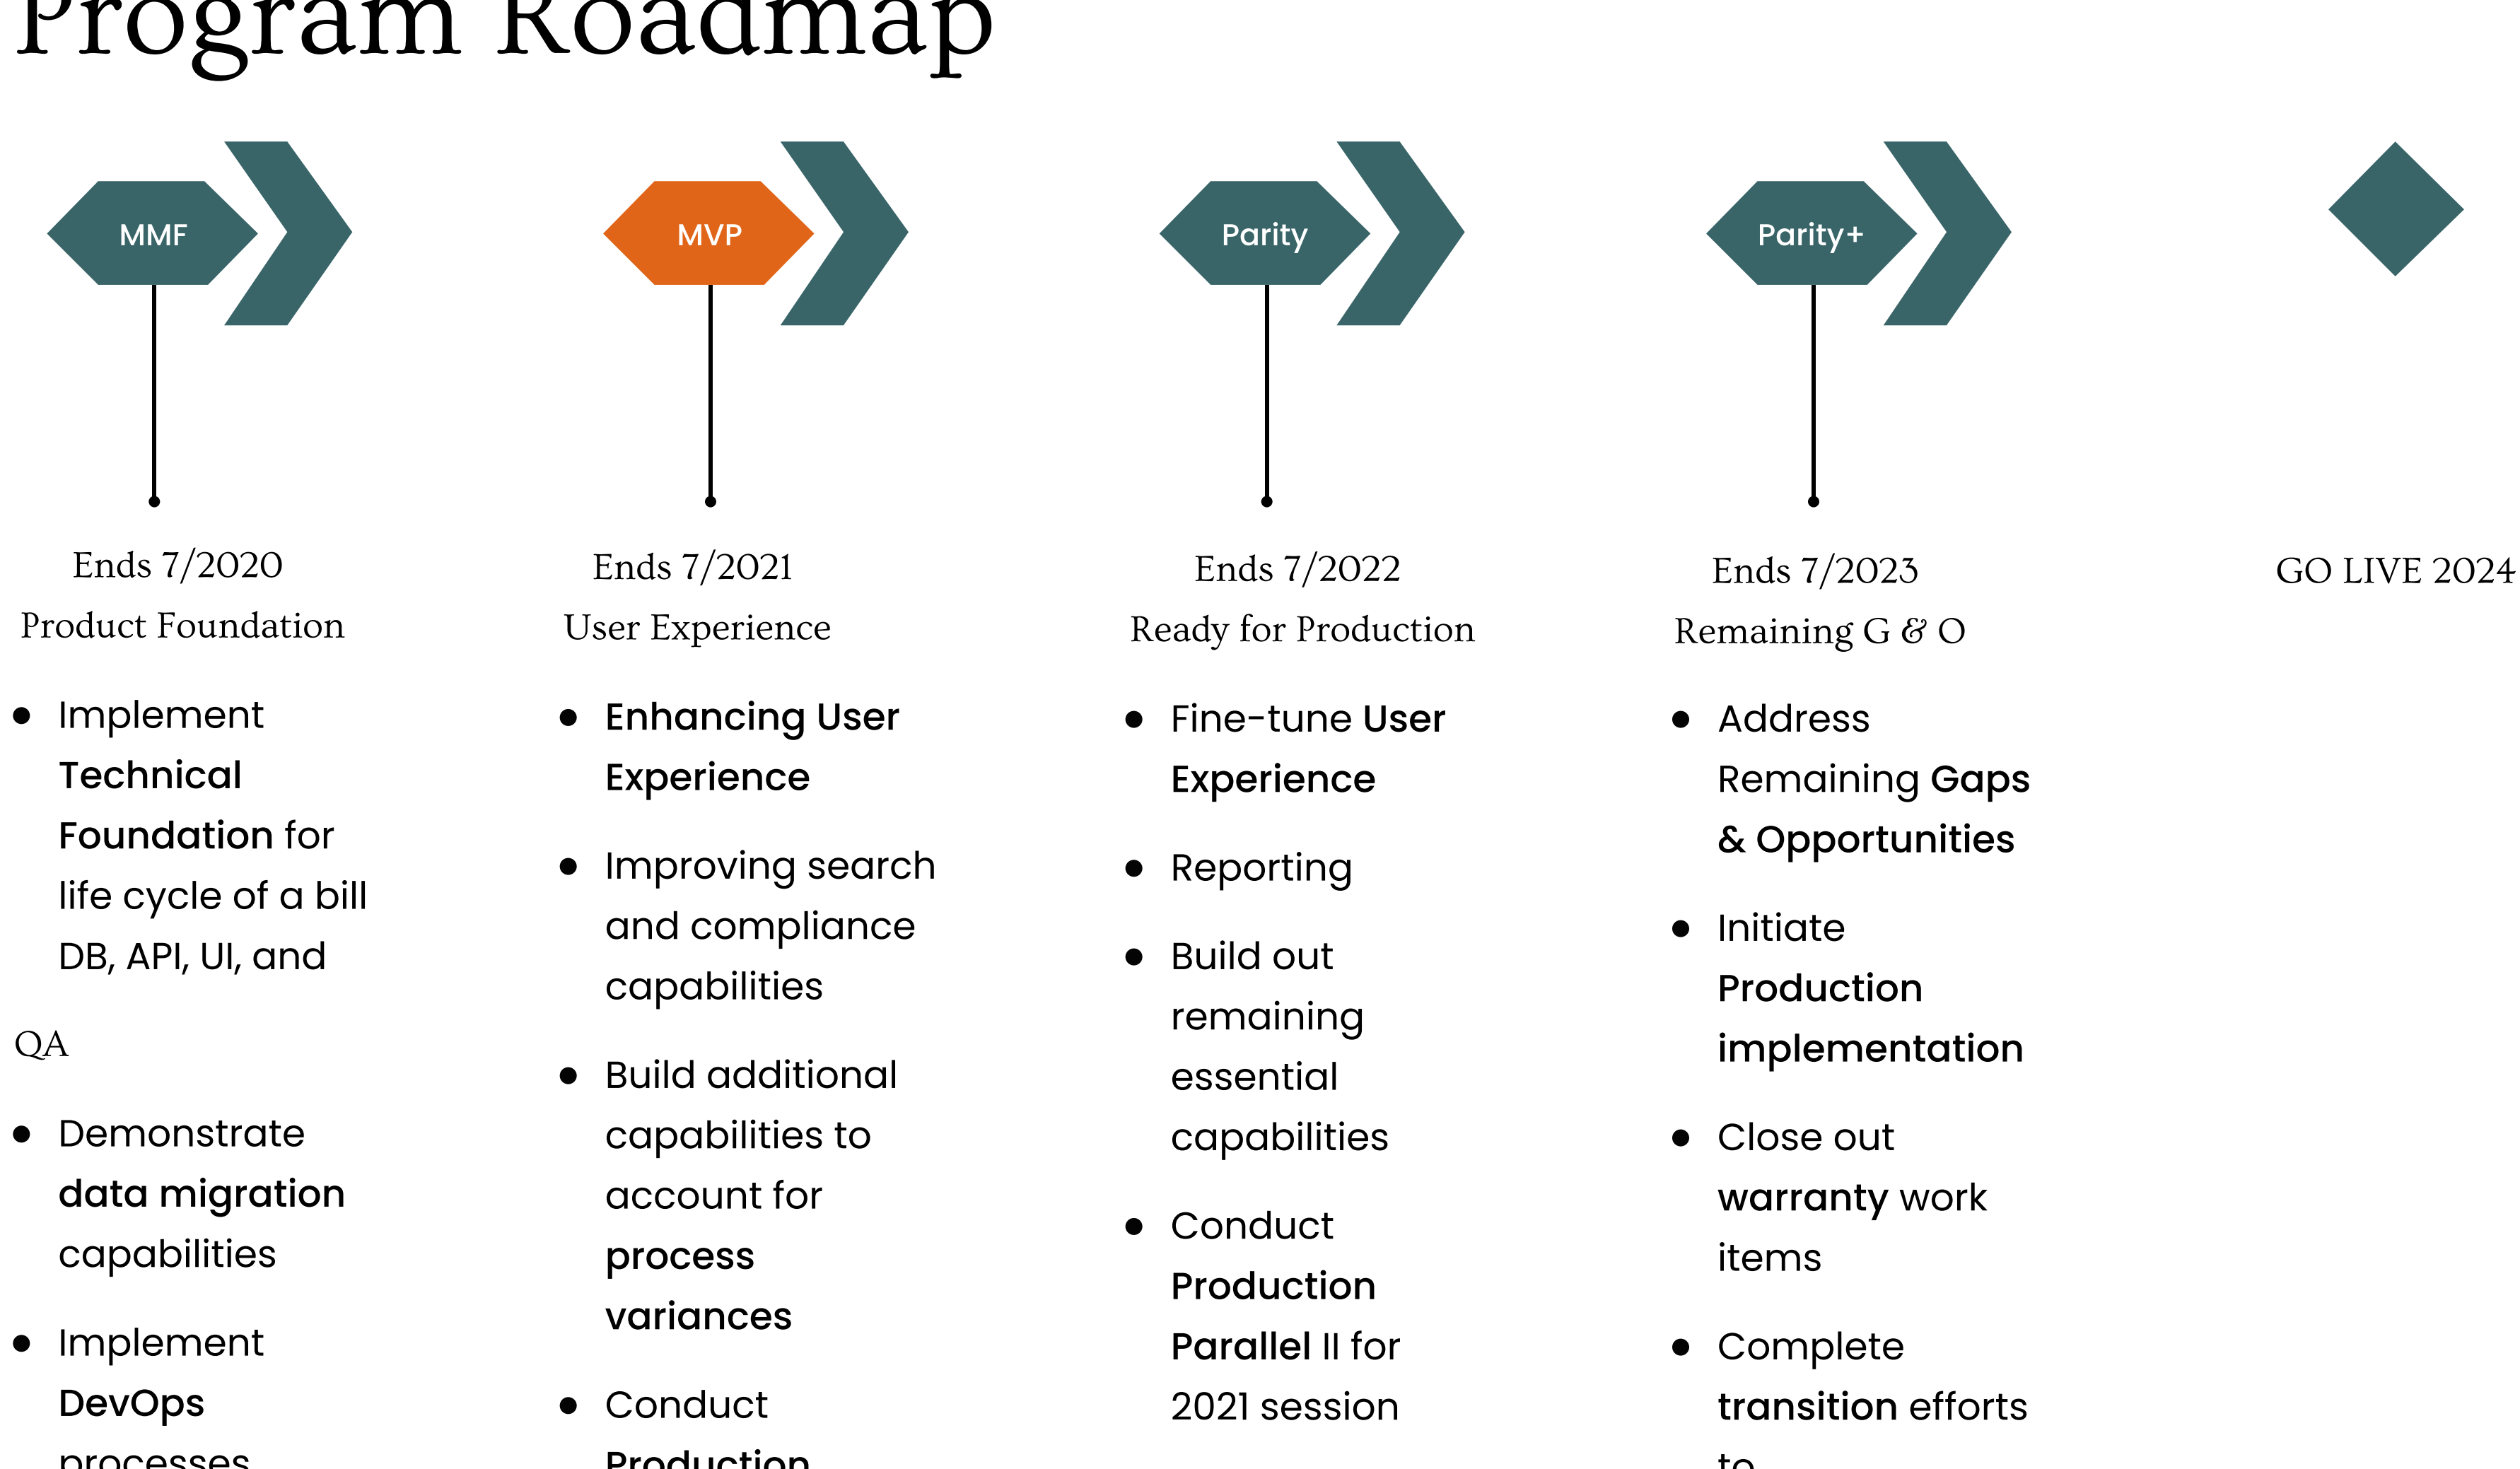 Program Roadmap
MMF
MVP
Parity
Parity+
Ends 7/2020
Product Foundation
Implement
Technical
Foundation for
life cycle of a bill
DB, API, UI, and
QA
Demonstrate
data migration
capabilities
Implement
DevOps
processes
Ends 7/2021
User Experience
Enhancing User
Experience
Improving search
and compliance
capabilities
Build additional
capabilities to
account for
process
variances
Conduct
Production
Ends 7/2022
Ready for Production
Fine-tune User
Experience
Reporting
Build out
remaining
essential
capabilities
Conduct
Production
Parallel II for
2021 session
Ends 7/2023
Remaining G & O
Address
Remaining Gaps
& Opportunities
Initiate
Production
implementation
Close out
warranty work
items
Complete
transition efforts
to
GO LIVE 2024